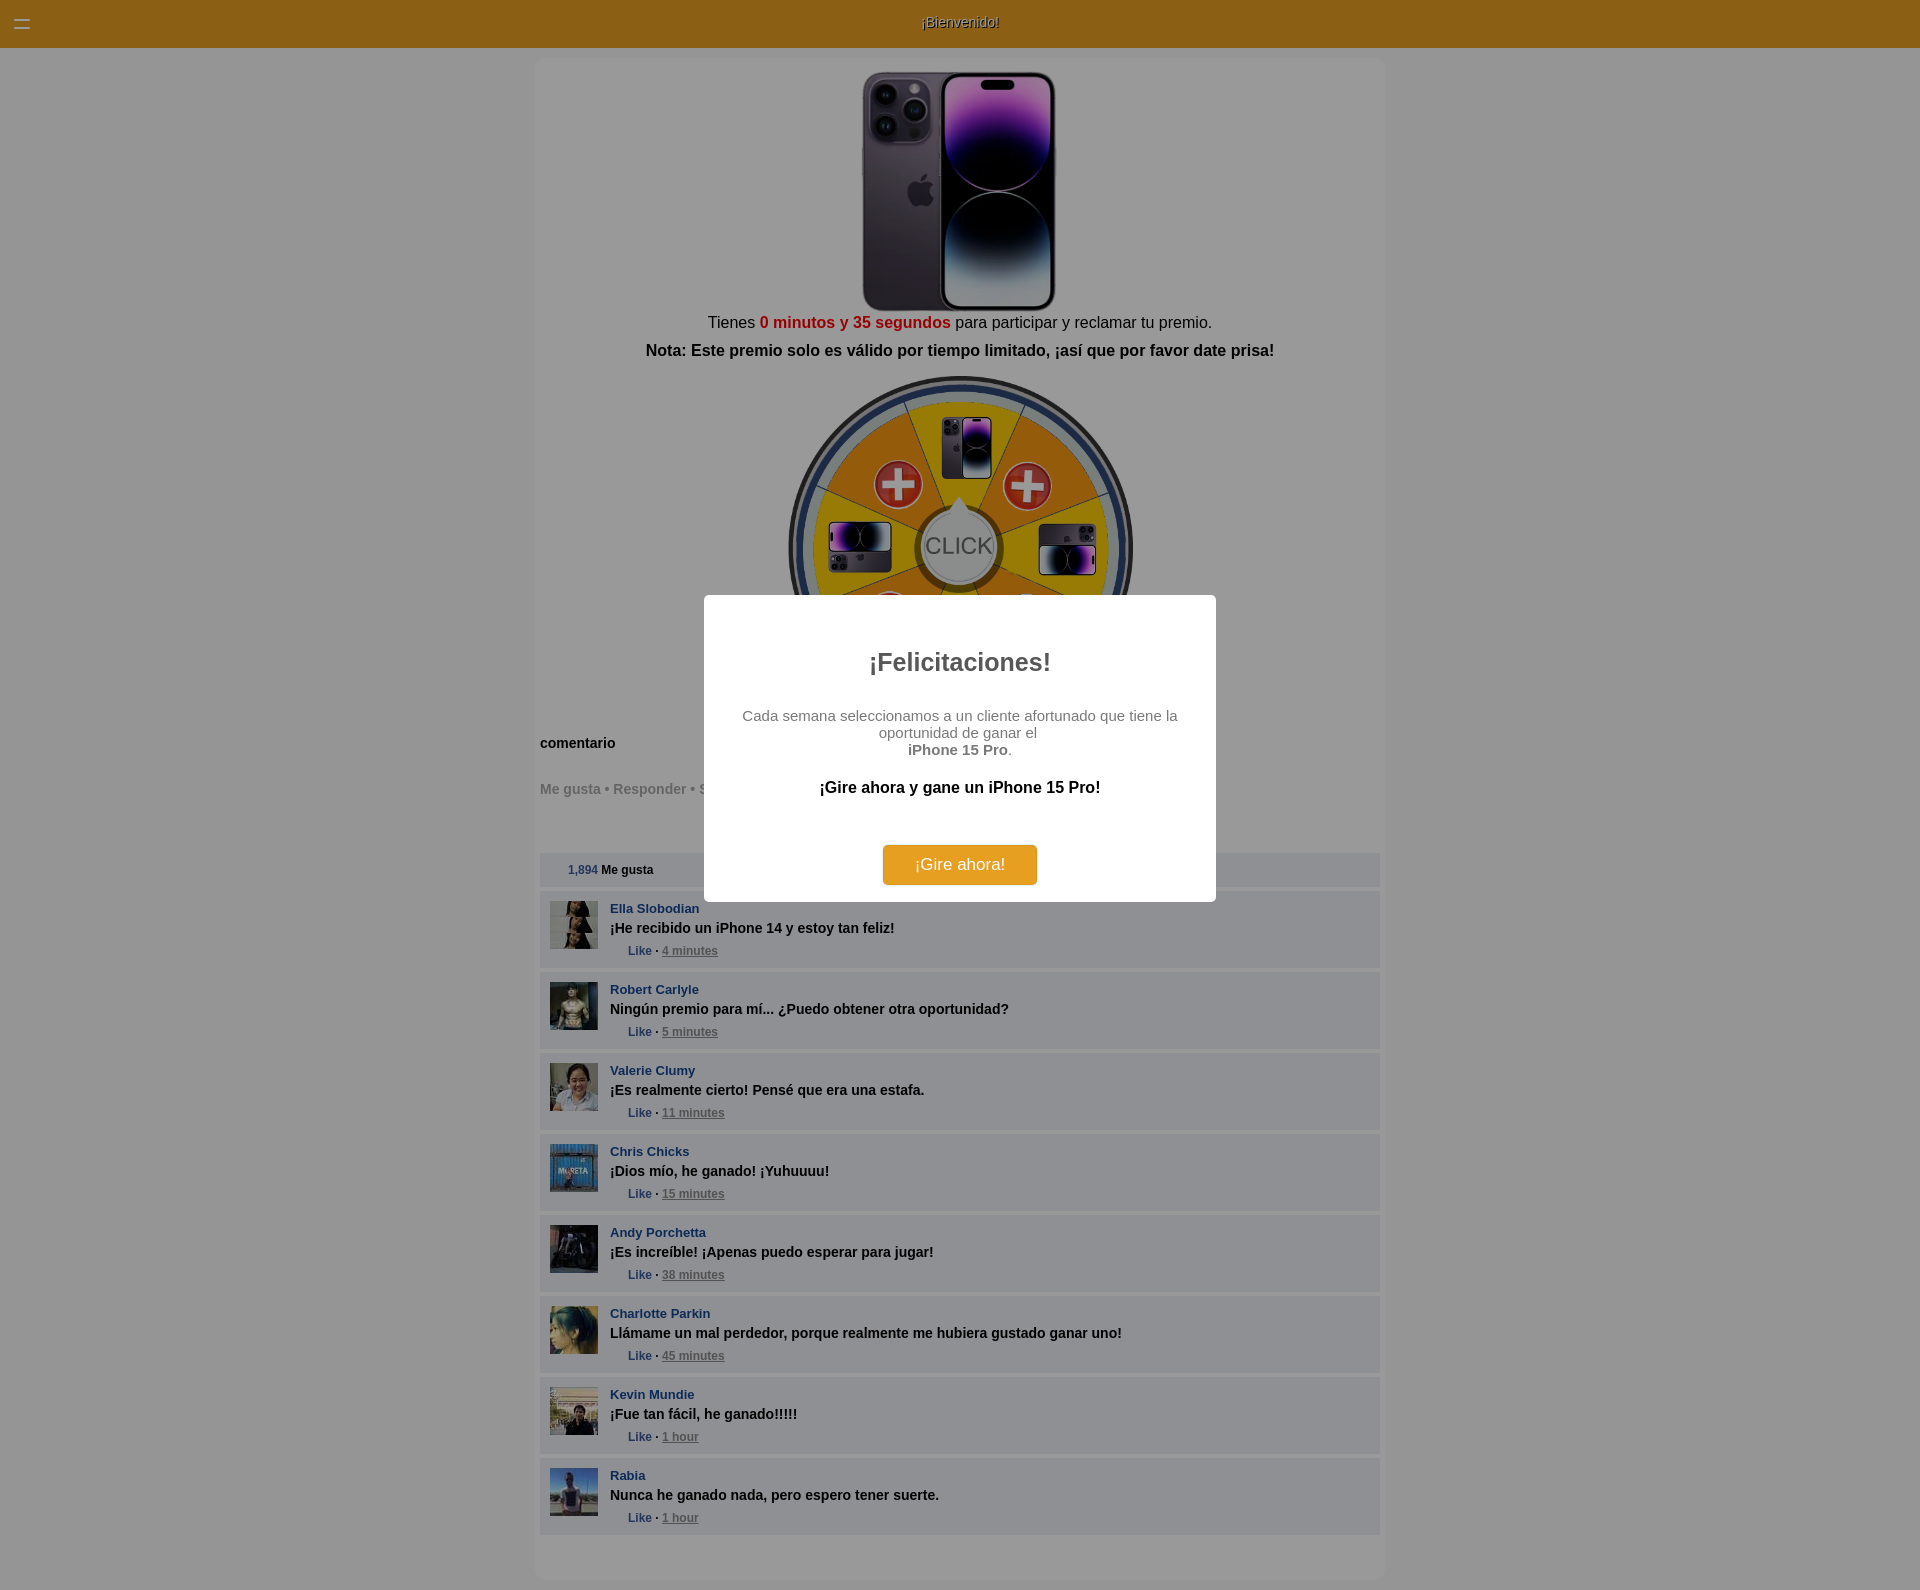 ¡Bienvenido!
Tienes 0 minutos y 35 segundos para participar y reclamar tu premio.
Nota: Este premio solo es válido por tiempo limitado, ¡así que por favor date prisa!
CLICK
¡Felicitaciones!
Cada semana seleccionamos a un cliente afortunado que tiene la
oportunidad de ganar el
iPhone 15 Pro.
¡Gire ahora y gane un iPhone 15 Pro!
¡Gire ahora!
comentario
Me gusta • Responder •
1,894 Me gusta
Ella Slobodian
¡He recibido un iPhone 14 y estoy tan feliz!
Like · 4 minutes
Robert Carlyle
Ningún premio para mí... ¿Puedo obtener otra oportunidad?
Like · 5 minutes
Valerie Clumy
¡Es realmente cierto! Pensé que era una estafa.
Like · 11 minutes
Chris Chicks
¡Dios mío, he ganado! ¡Yuhuuuu!
Like · 15 minutes
Andy Porchetta
¡Es increíble! ¡Apenas puedo esperar para jugar!
Like · 38 minutes
Charlotte Parkin
Llámame un mal perdedor, porque realmente me hubiera gustado ganar uno!
Like · 45 minutes
Kevin Mundie
¡Fue tan fácil, he ganado!!!!!
Like · 1 hour
Rabia
Nunca he ganado nada, pero espero tener suerte.
Like · 1 hour